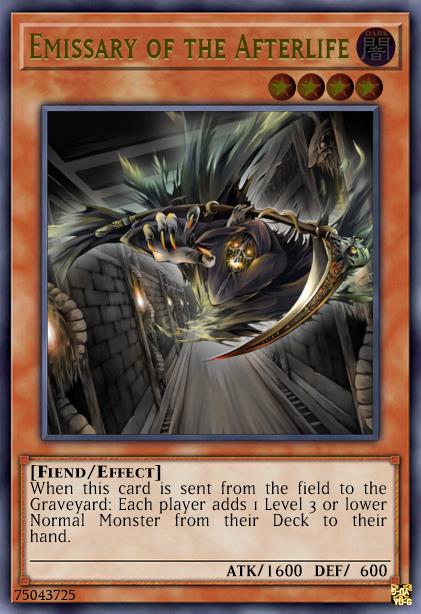 Emissary of the Afterlife
DARK
闇
[Fiend/Effect]
When this card is sent from the field to the
Graveyard: Each player adds 1 Level 3 or lower
Normal Monster from their Deck to their
hand.
ATK/1600 DEF/ 600
75043725